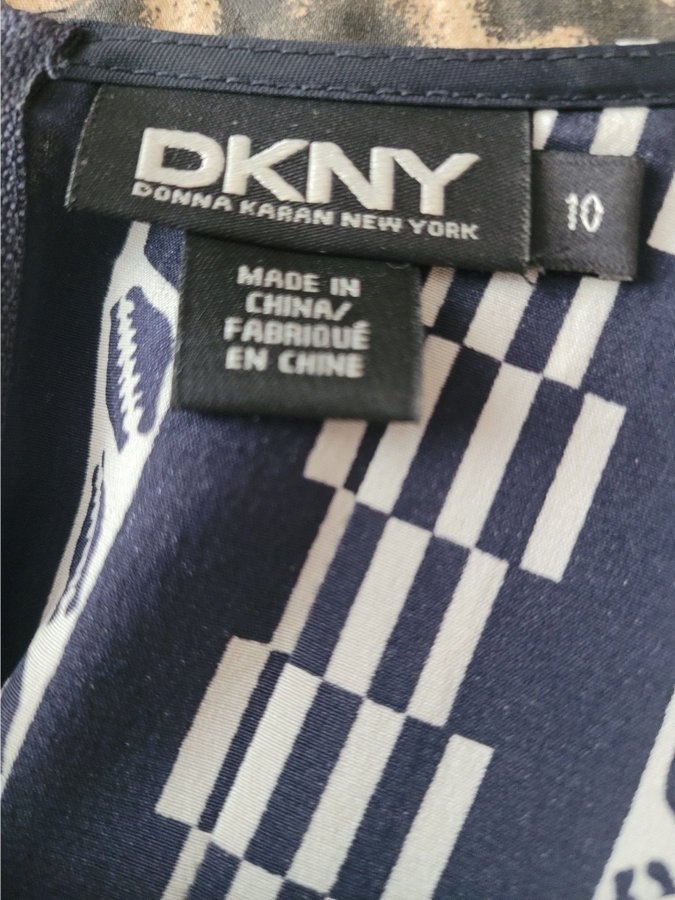 DKNY
DONNA KARAN NEW YORK
10
MADE IN
CHINA/
FABRIQUÉ
EN CHINE